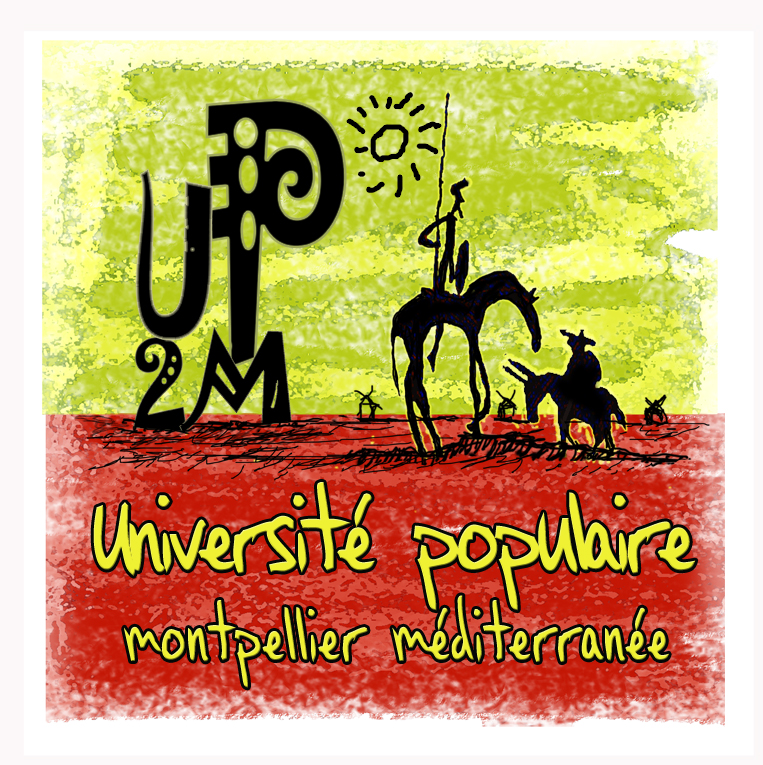 UP
2M
Université populaire
montpellier méditerranée